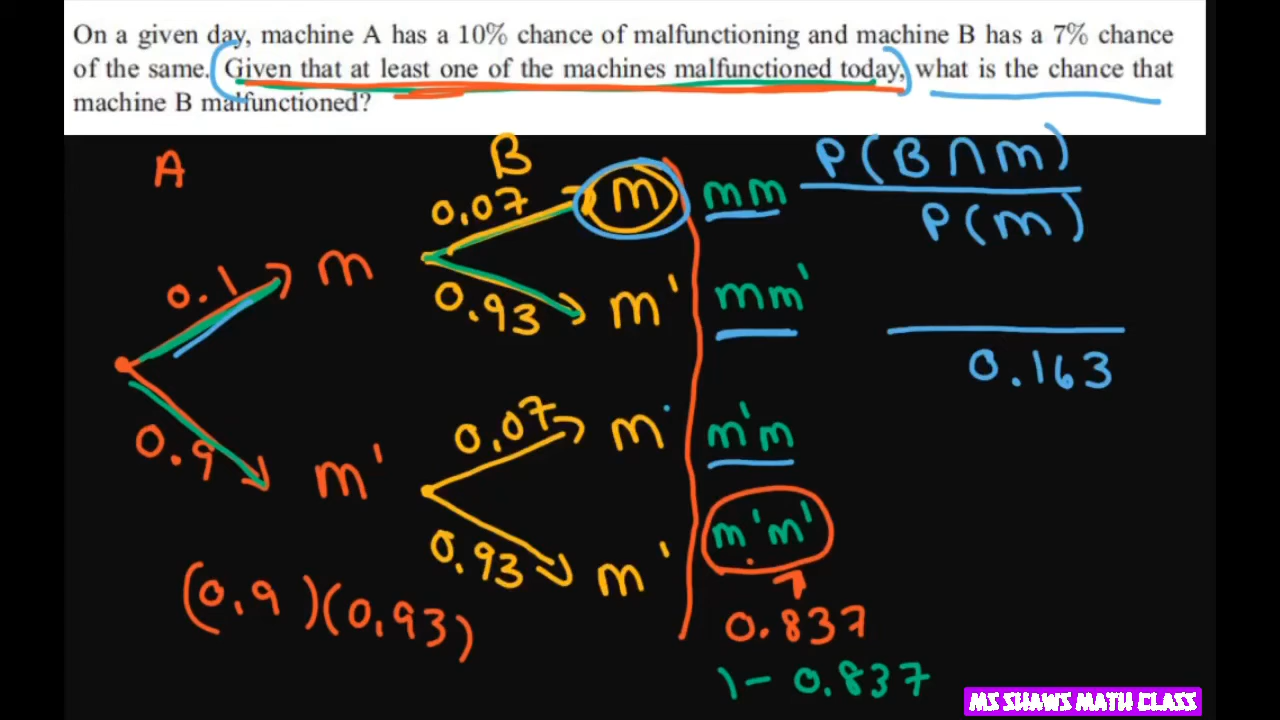 On a given day, machine A has a 10% chance of malfunctioning and machine B has a 7% chance
of the same. Given that at least one of the machines malfunctioned today, what is the chance that
machine B malfunctioned?
A
B
0.1
m
0.9
m'
0.07
m
0.93
m'
0.07
m
0.93
m'
mm
mm'
m'm
m'm'
P(B∩m)
P(m)
0.163
(0.9)(0.93)
0.837
1-0.837
MS SHAWS MATH CLASS